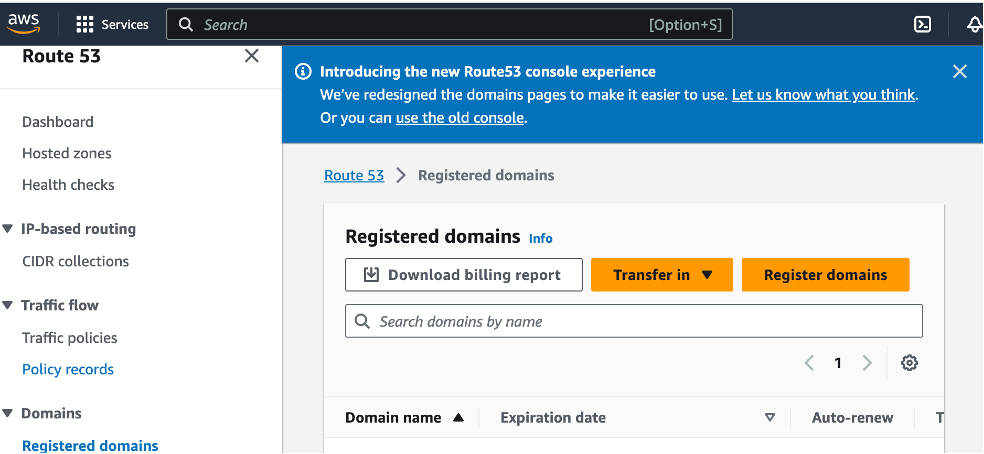 aws
Services
Search
[Option+S]
Route 53
Introducing the new Route53 console experience
We've redesigned the domains pages to make it easier to use. Let us know what you think.
Or you can use the old console.
Dashboard
Hosted zones
Health checks
IP-based routing
CIDR collections
Traffic flow
Traffic policies
Policy records
Domains
Registered domains
Route 53 > Registered domains
Registered domains Info
Download billing report
Transfer in
Register domains
Search domains by name
1
Domain name
Expiration date
Auto-renew
T